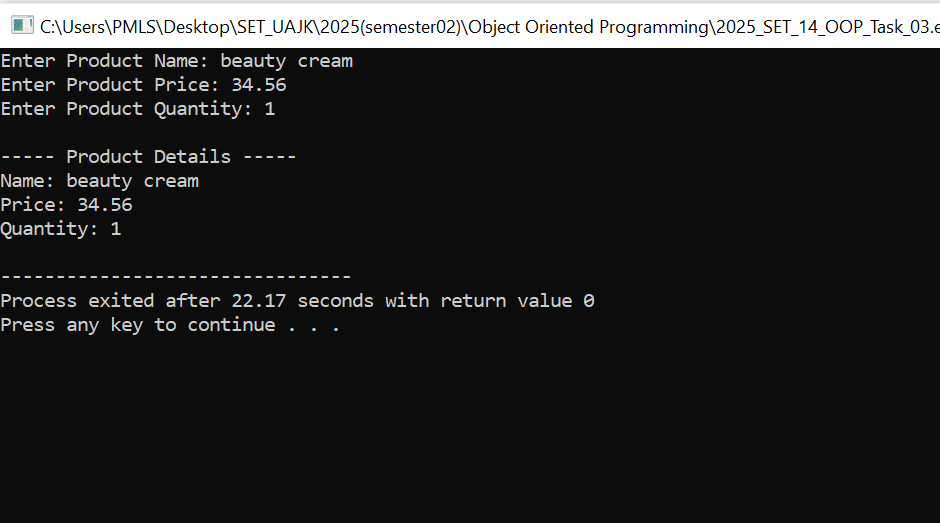 C:\Users\PMLS\Desktop\SET_UAJK\2025(semester02)\Object Oriented Programming\2025_SET_14_OOP_Task_03.e
Enter Product Name: beauty cream
Enter Product Price: 34.56
Enter Product Quantity: 1
----- Product Details -----
Name: beauty cream
Price: 34.56
Quantity: 1
--------------------------------
Process exited after 22.17 seconds with return value 0
Press any key to continue . . .